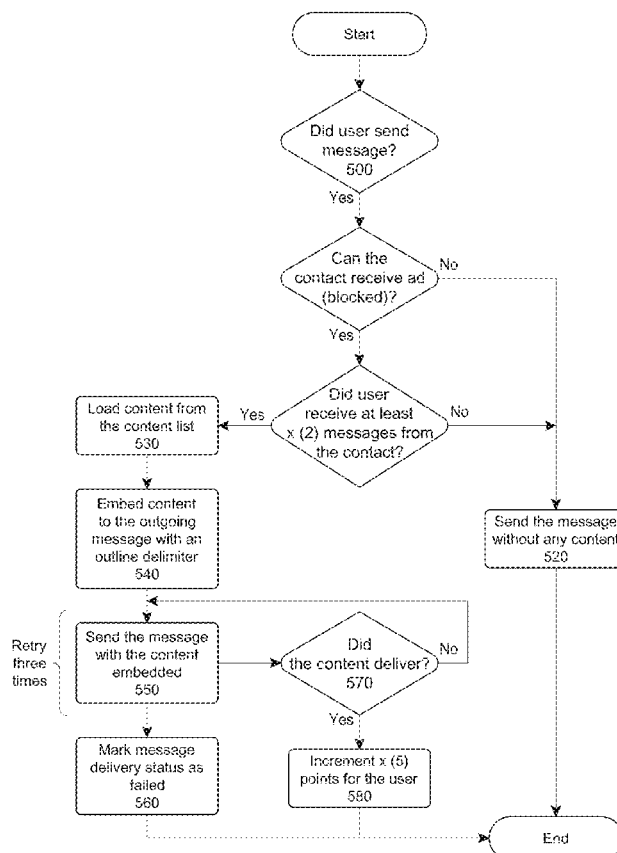 Start
Did user send
message?
500
Yes
Can the
contact receive ad
(blocked)?
No
Yes
Did user
receive at least
x (2) messages from
the contact?
Yes
No
Load content from
the content list
530
Embed content
to the outgoing
message with an
outline delimiter
540
Send the message
without any content
520
Retry
three
times
Send the message
with the content
embedded
550
Did
the content deliver?
570
No
Yes
Mark message
delivery status as
failed
560
Increment x (5)
points for the user
580
End